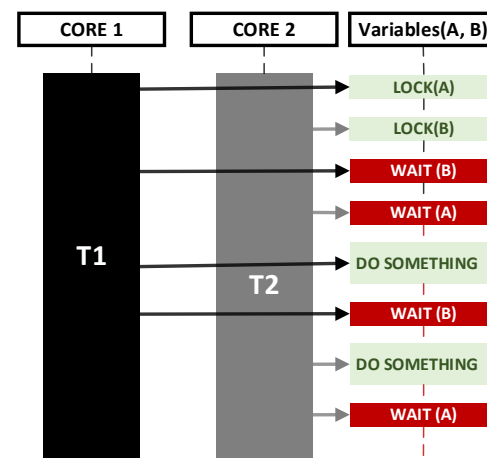 CORE 1
CORE 2
Variables(A, B)
LOCK(A)
LOCK(B)
WAIT (B)
WAIT (A)
T1
DO SOMETHING
T2
WAIT (B)
DO SOMETHING
WAIT (A)